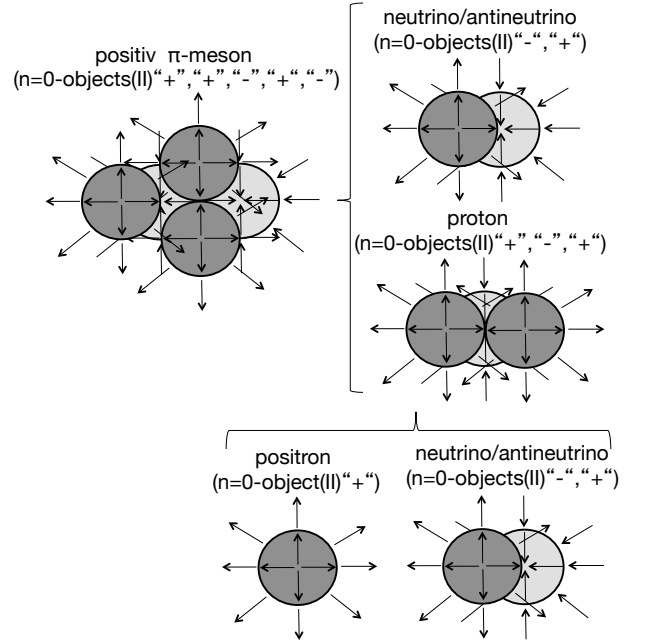 positiv π-meson
(n=0-objects(II)“+”,“+”,“-”,“+“,“-”)
neutrino/antineutrino
(n=0-objects(II)“-“,“+“)
proton
(n=0-objects(II)“+”,“-”,“+“)
positron
(n=0-object(II)“+“)
neutrino/antineutrino
(n=0-objects(II)“-“,“+“)